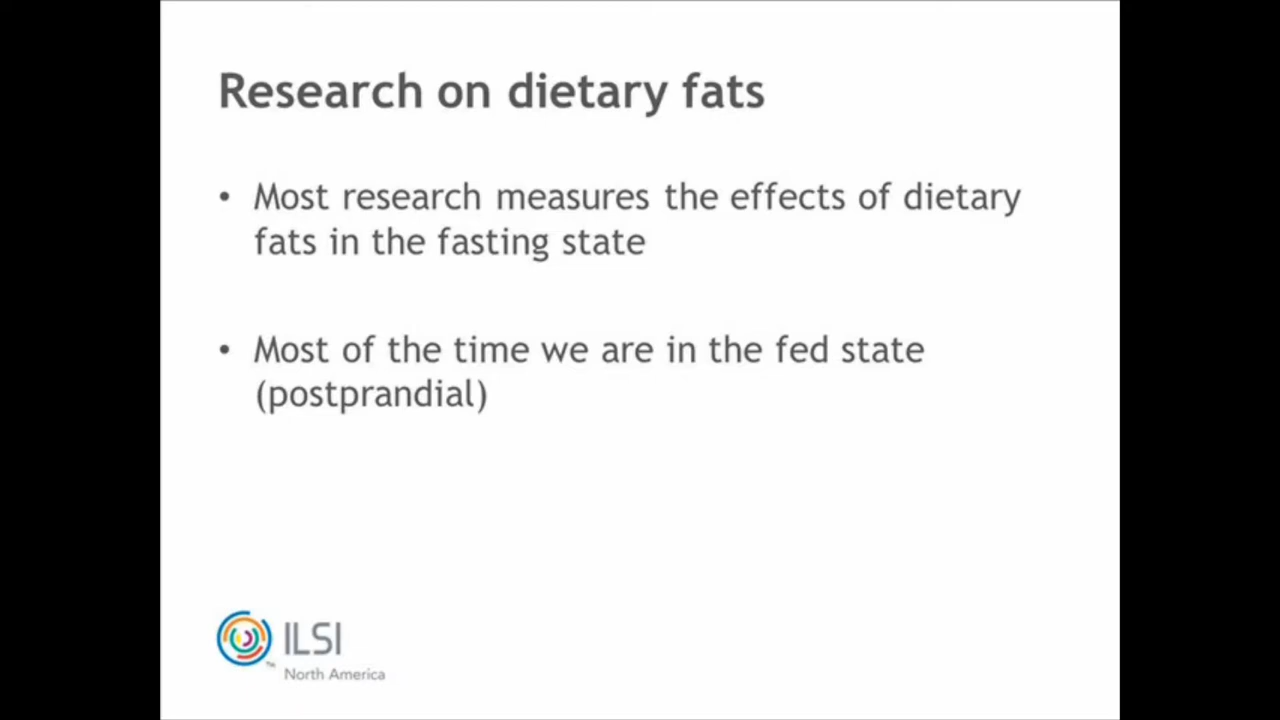 Research on dietary fats
• Most research measures the effects of dietary
fats in the fasting state
• Most of the time we are in the fed state
(postprandial)
ILSI
™
North America